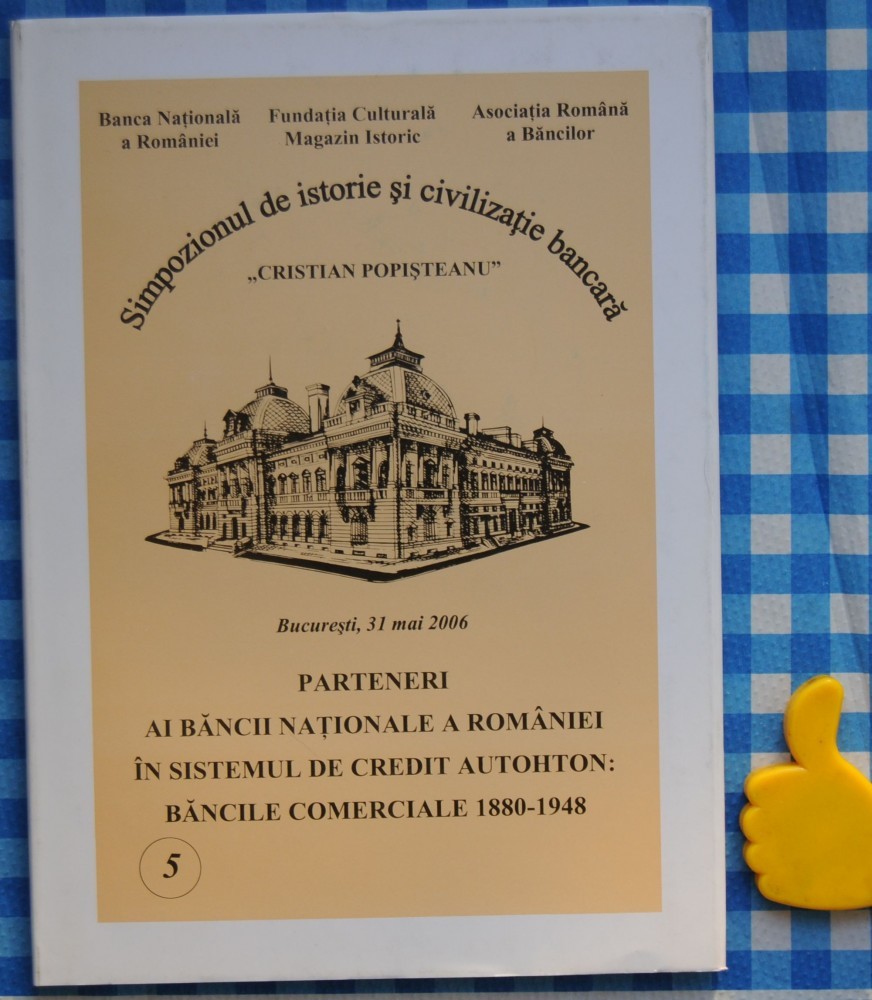 Banca Națională
a României
Fundația Culturală
Magazin Istoric
Asociația Română
a Băncilor
Simpozionul de istorie și civilizație bancară
„CRISTIAN POPIȘTEANU”
București, 31 mai 2006
PARTENERI
AI BĂNCII NAȚIONALE A ROMÂNIEI
ÎN SISTEMUL DE CREDIT AUTOHTON:
BĂNCILE COMERCIALE 1880-1948
5